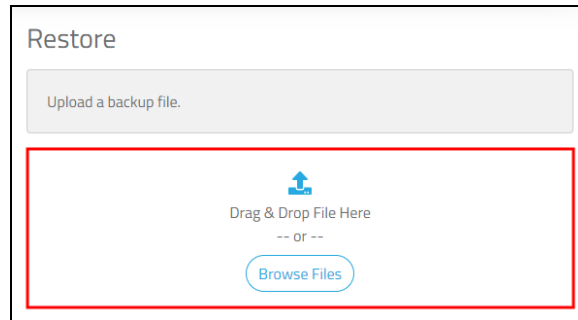 Restore
Upload a backup file.
Drag & Drop File Here
-- or --
Browse Files